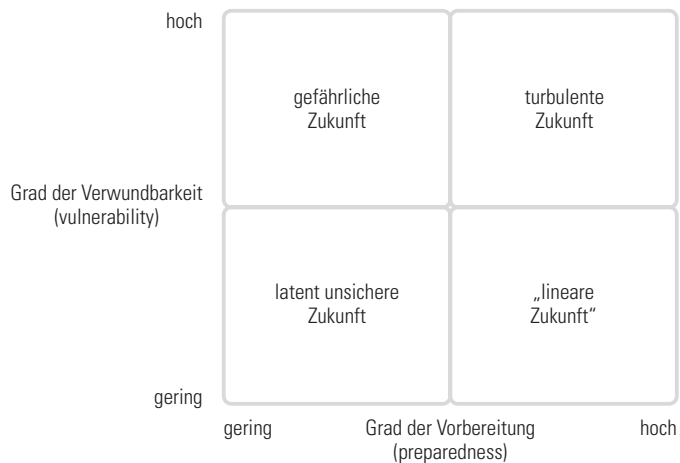 hoch
gefährliche
Zukunft
turbulente
Zukunft
Grad der Verwundbarkeit
(vulnerability)
latent unsichere
Zukunft
„lineare
Zukunft“
gering
gering
Grad der Vorbereitung
(preparedness)
hoch